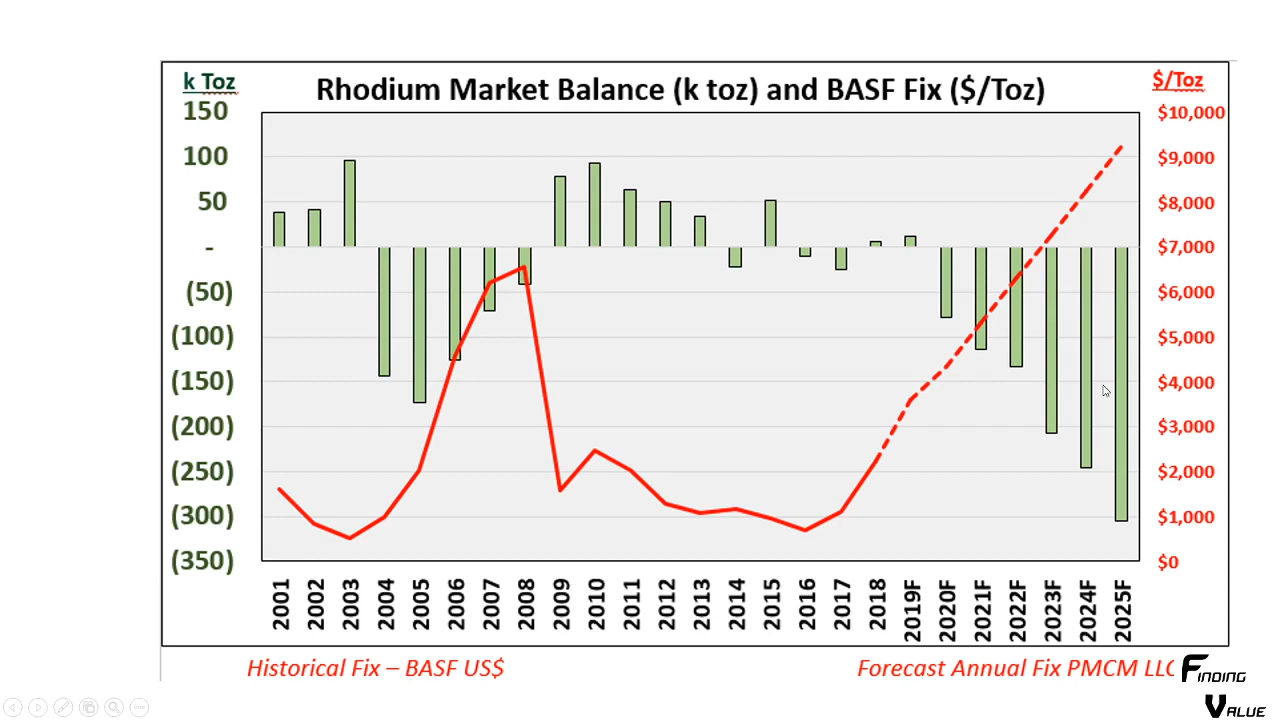 k Toz
Rhodium Market Balance (k toz) and BASF Fix ($/Toz)
$/Toz
150
100
50
-
(50)
(100)
(150)
(200)
(250)
(300)
(350)
$10,000
$9,000
$8,000
$7,000
$6,000
$5,000
$4,000
$3,000
$2,000
$1,000
$0
2001
2002
2003
2004
2005
2006
2007
2008
2009
2010
2011
2012
2013
2014
2015
2016
2017
2018
2019F
2020F
2021F
2022F
2023F
2024F
2025F
Historical Fix – BASF US$
Forecast Annual Fix PMCM LLC
Finding
Value